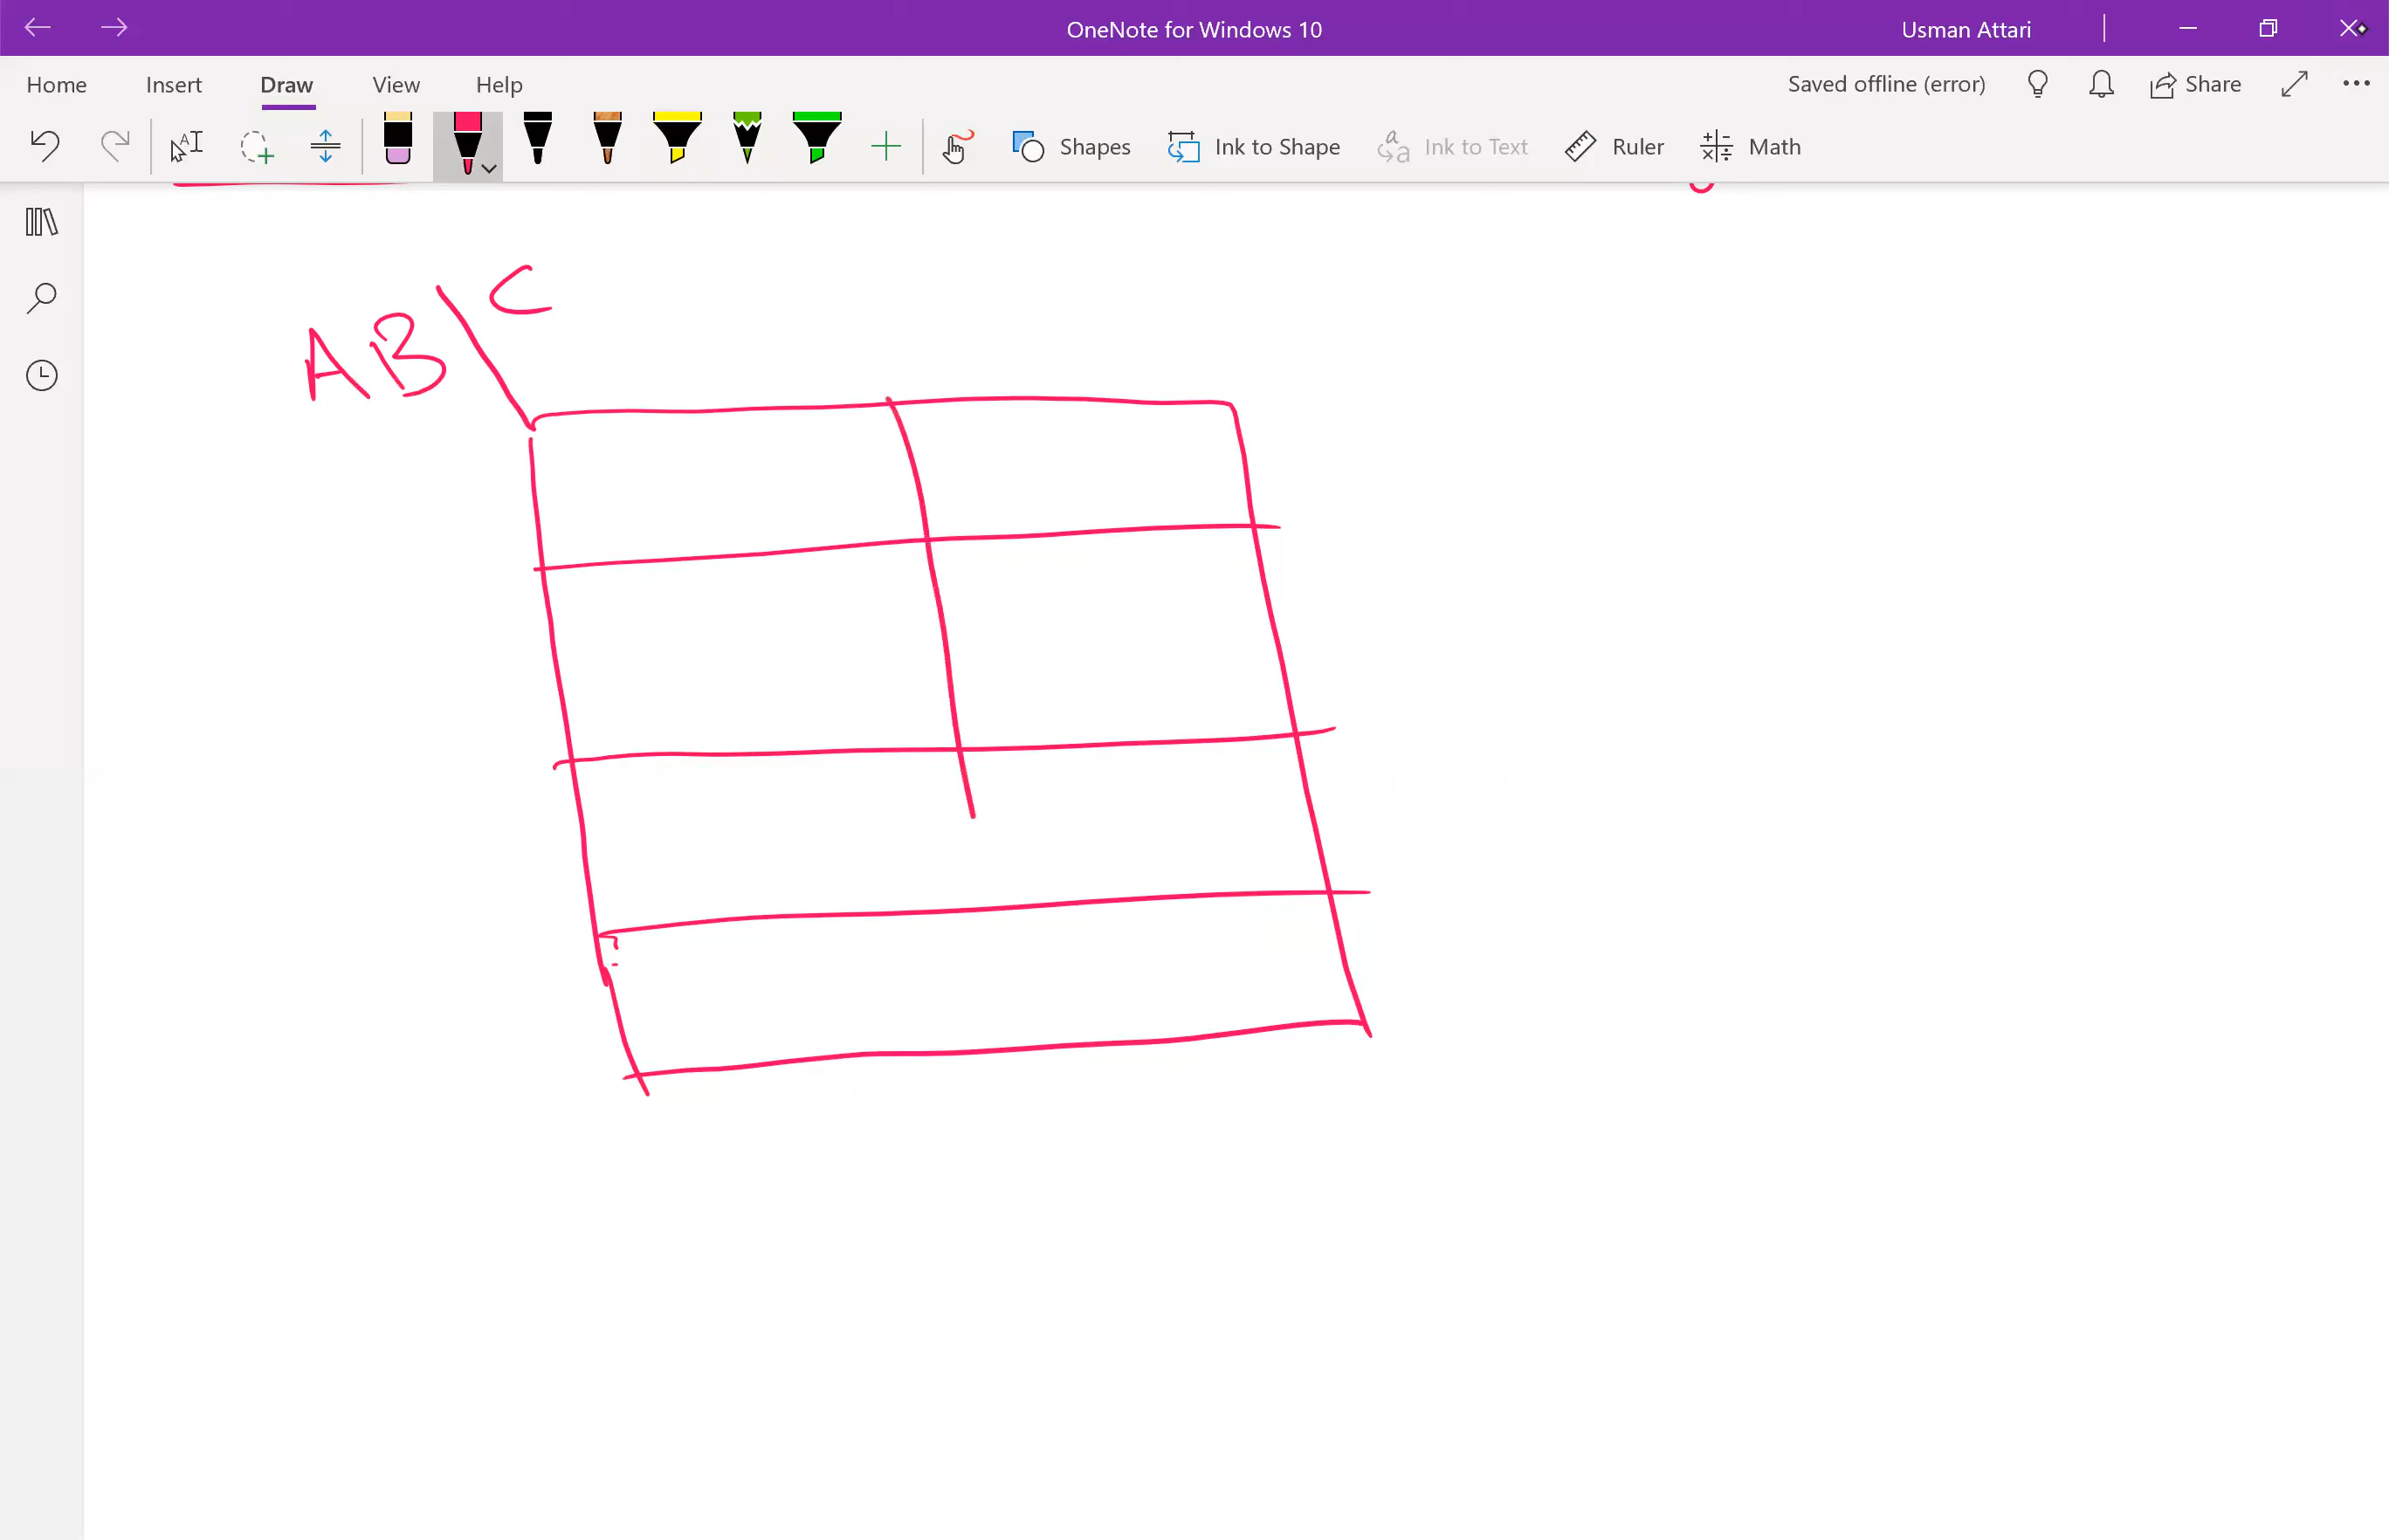 OneNote for Windows 10 Usman Attari
Home Insert Draw View Help Saved offline (error) Share
AI Shapes Ink to Shape a a Ink to Text Ruler Math
AB\C